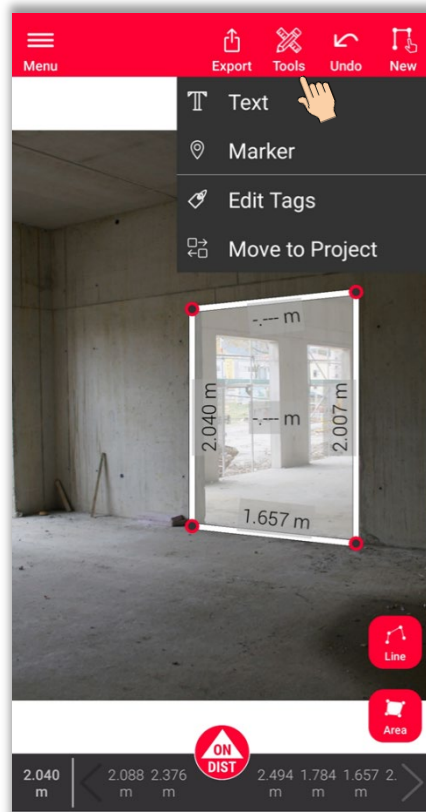 Menu
Export
Tools
Undo
New
Text
Marker
Edit Tags
Move to Project
-.--- m
2.040 m
-.--- m
2.007 m
1.657 m
Line
Area
ON
DIST
2.040 m
2.088 m
2.376 m
2.494 m
1.784 m
1.657 m
2.